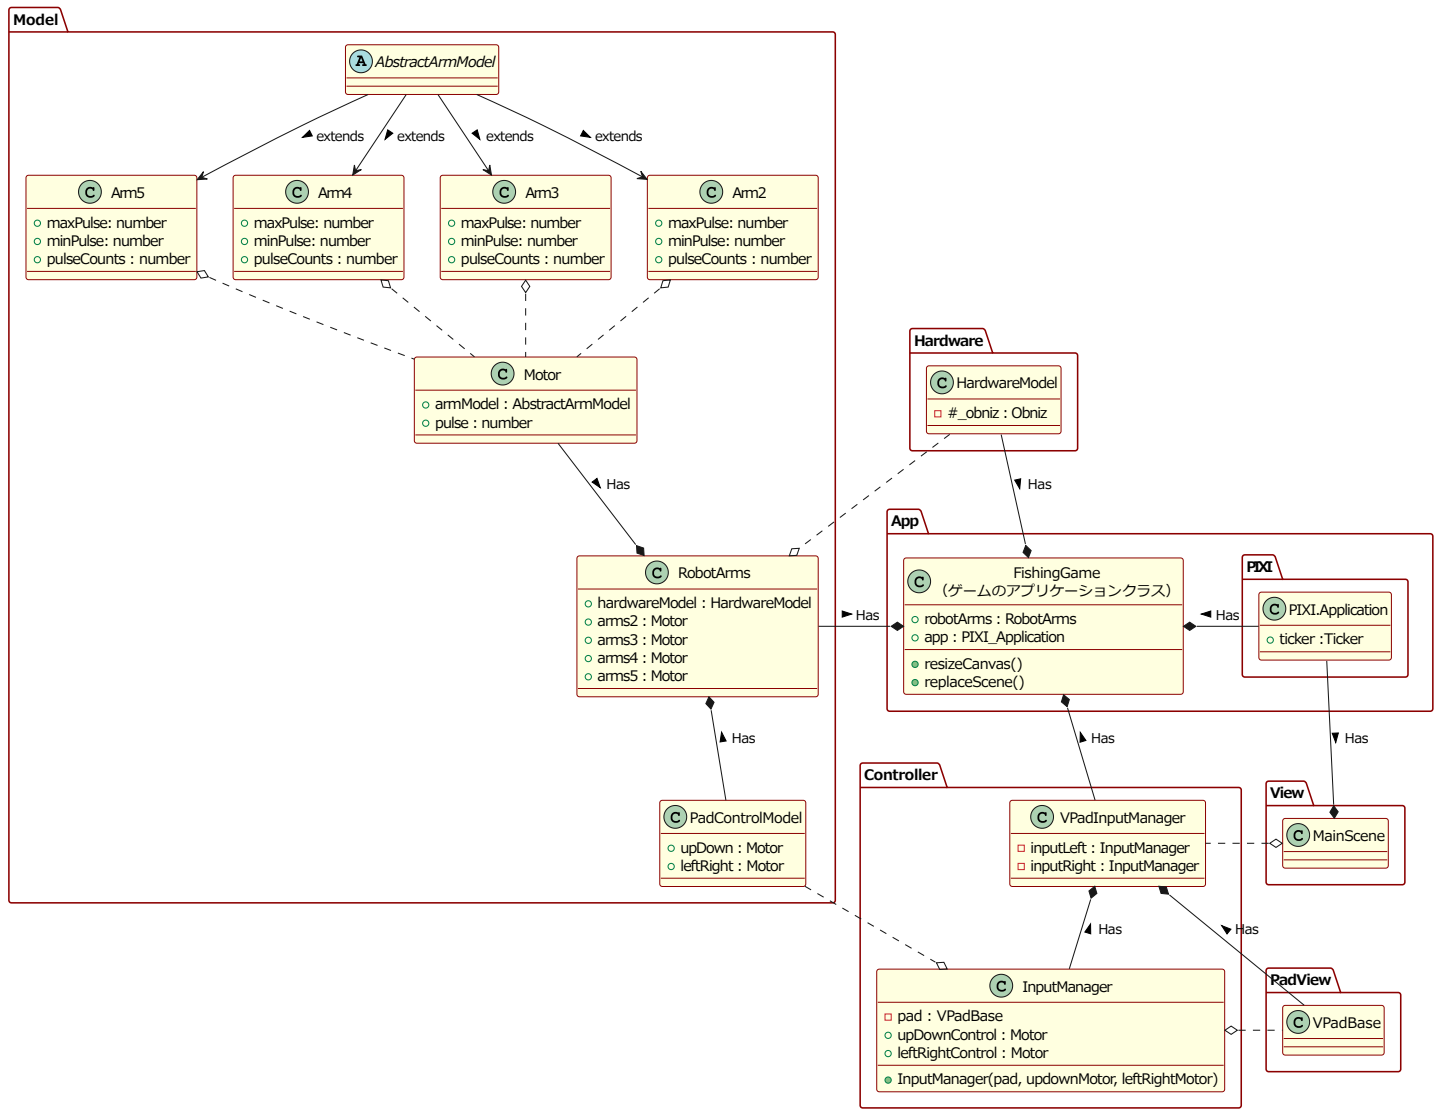 Model
A AbstractArmModel
extends
extends
extends
extends
C Arm5
maxPulse: number
minPulse: number
pulseCounts : number
C Arm4
maxPulse: number
minPulse: number
pulseCounts : number
C Arm3
maxPulse: number
minPulse: number
pulseCounts : number
C Arm2
maxPulse: number
minPulse: number
pulseCounts : number
C Motor
armModel : AbstractArmModel
pulse : number
Has
Hardware
C HardwareModel
#_obniz : Obniz
Has
C RobotArms
hardwareModel : HardwareModel
arms2 : Motor
arms3 : Motor
arms4 : Motor
arms5 : Motor
Has
App
C FishingGame
（ゲームのアプリケーションクラス）
robotArms : RobotArms
app : PIXI_Application
resizeCanvas()
replaceScene()
Has
PIXI
C PIXI.Application
ticker :Ticker
Has
Has
Has
C PadControlModel
upDown : Motor
leftRight : Motor
Controller
C VPadInputManager
inputLeft : InputManager
inputRight : InputManager
View
C MainScene
Has
Has
C InputManager
pad : VPadBase
upDownControl : Motor
leftRightControl : Motor
InputManager(pad, updownMotor, leftRightMotor)
PadView
C VPadBase